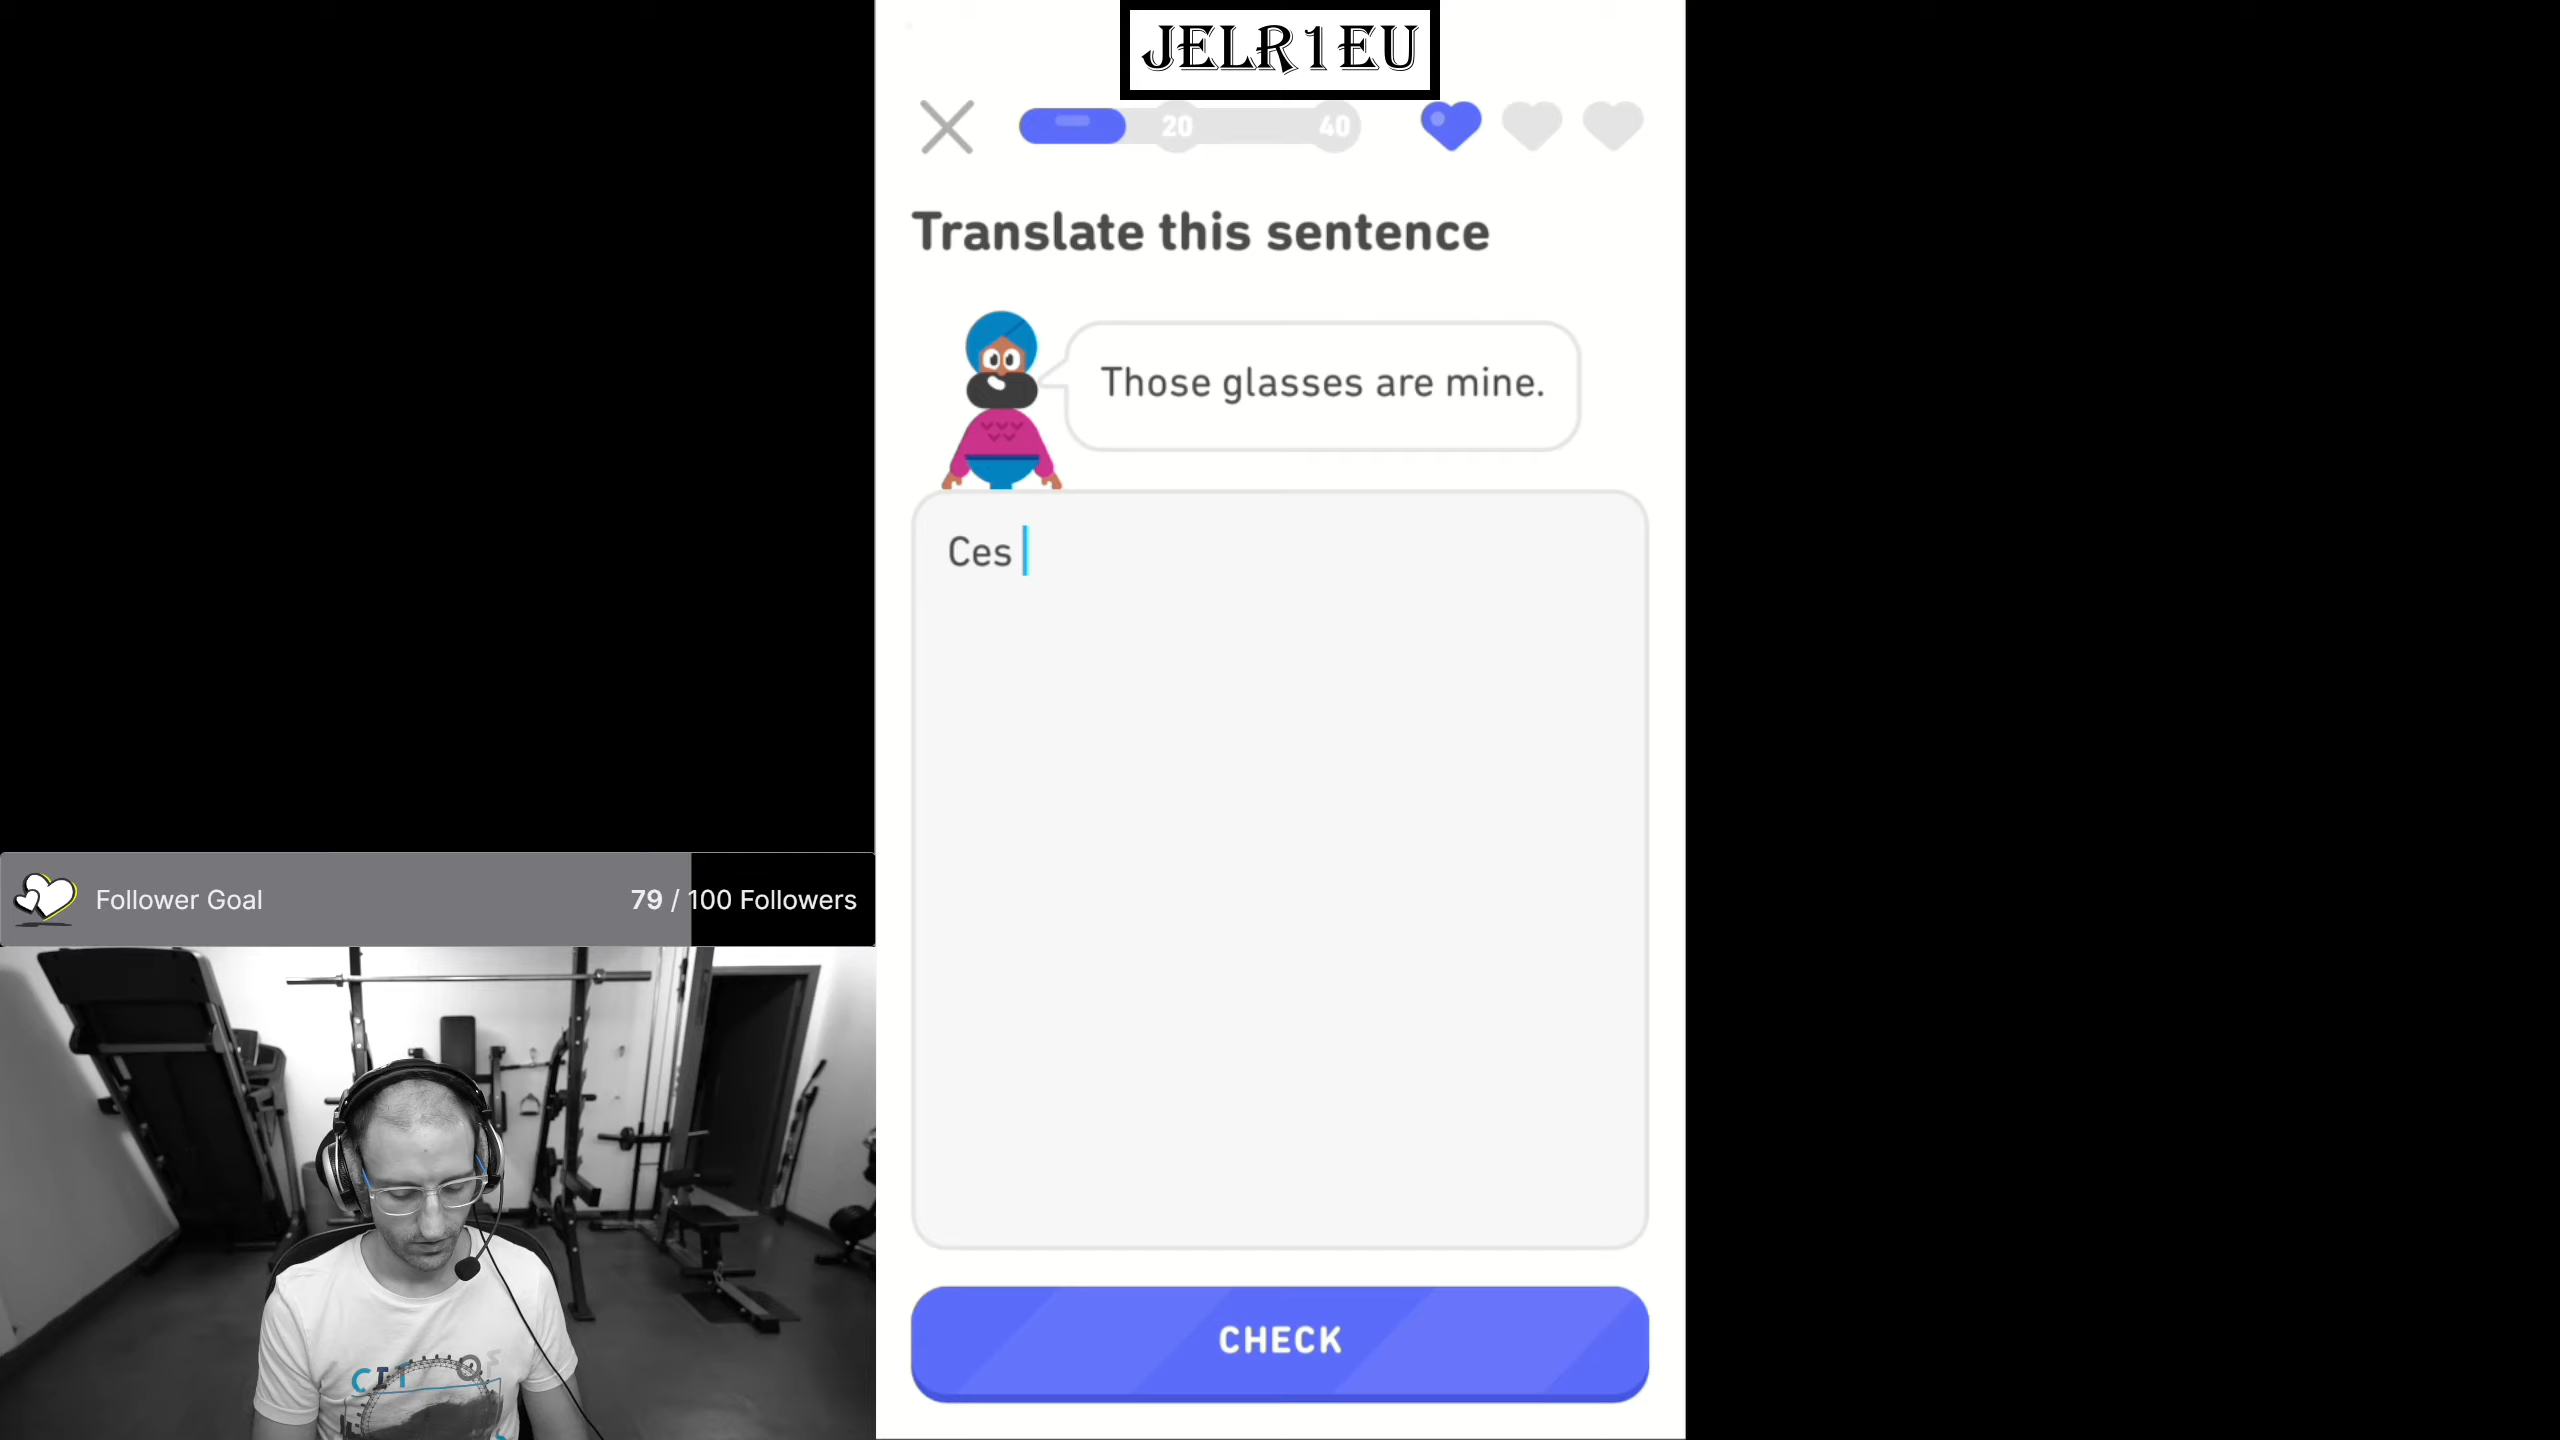 JELR1EU
20
40
Translate this sentence
Those glasses are mine.
Ces
Follower Goal
79 / 100 Followers
CHECK